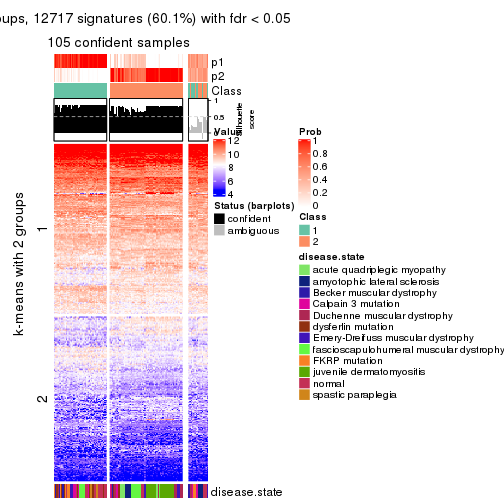 oups, 12717 signatures (60.1%) with fdr < 0.05
105 confident samples
p1
p2
Class
1
0.5
0
Silhouette
score
k-means with 2 groups
1
2
disease.state
Value
12
10
8
6
4
Status (barplots)
confident
ambiguous
Prob
1
0.8
0.6
0.4
0.2
0
Class
1
2
disease.state
acute quadriplegic myopathy
amyotophic lateral sclerosis
Becker muscular dystrophy
Calpain 3 mutation
Duchenne muscular dystrophy
dysferlin mutation
Emery-Dreifuss muscular dystrophy
fascioscapulohumeral muscular dystrophy
FKRP mutation
juvenile dermatomyositis
normal
spastic paraplegia